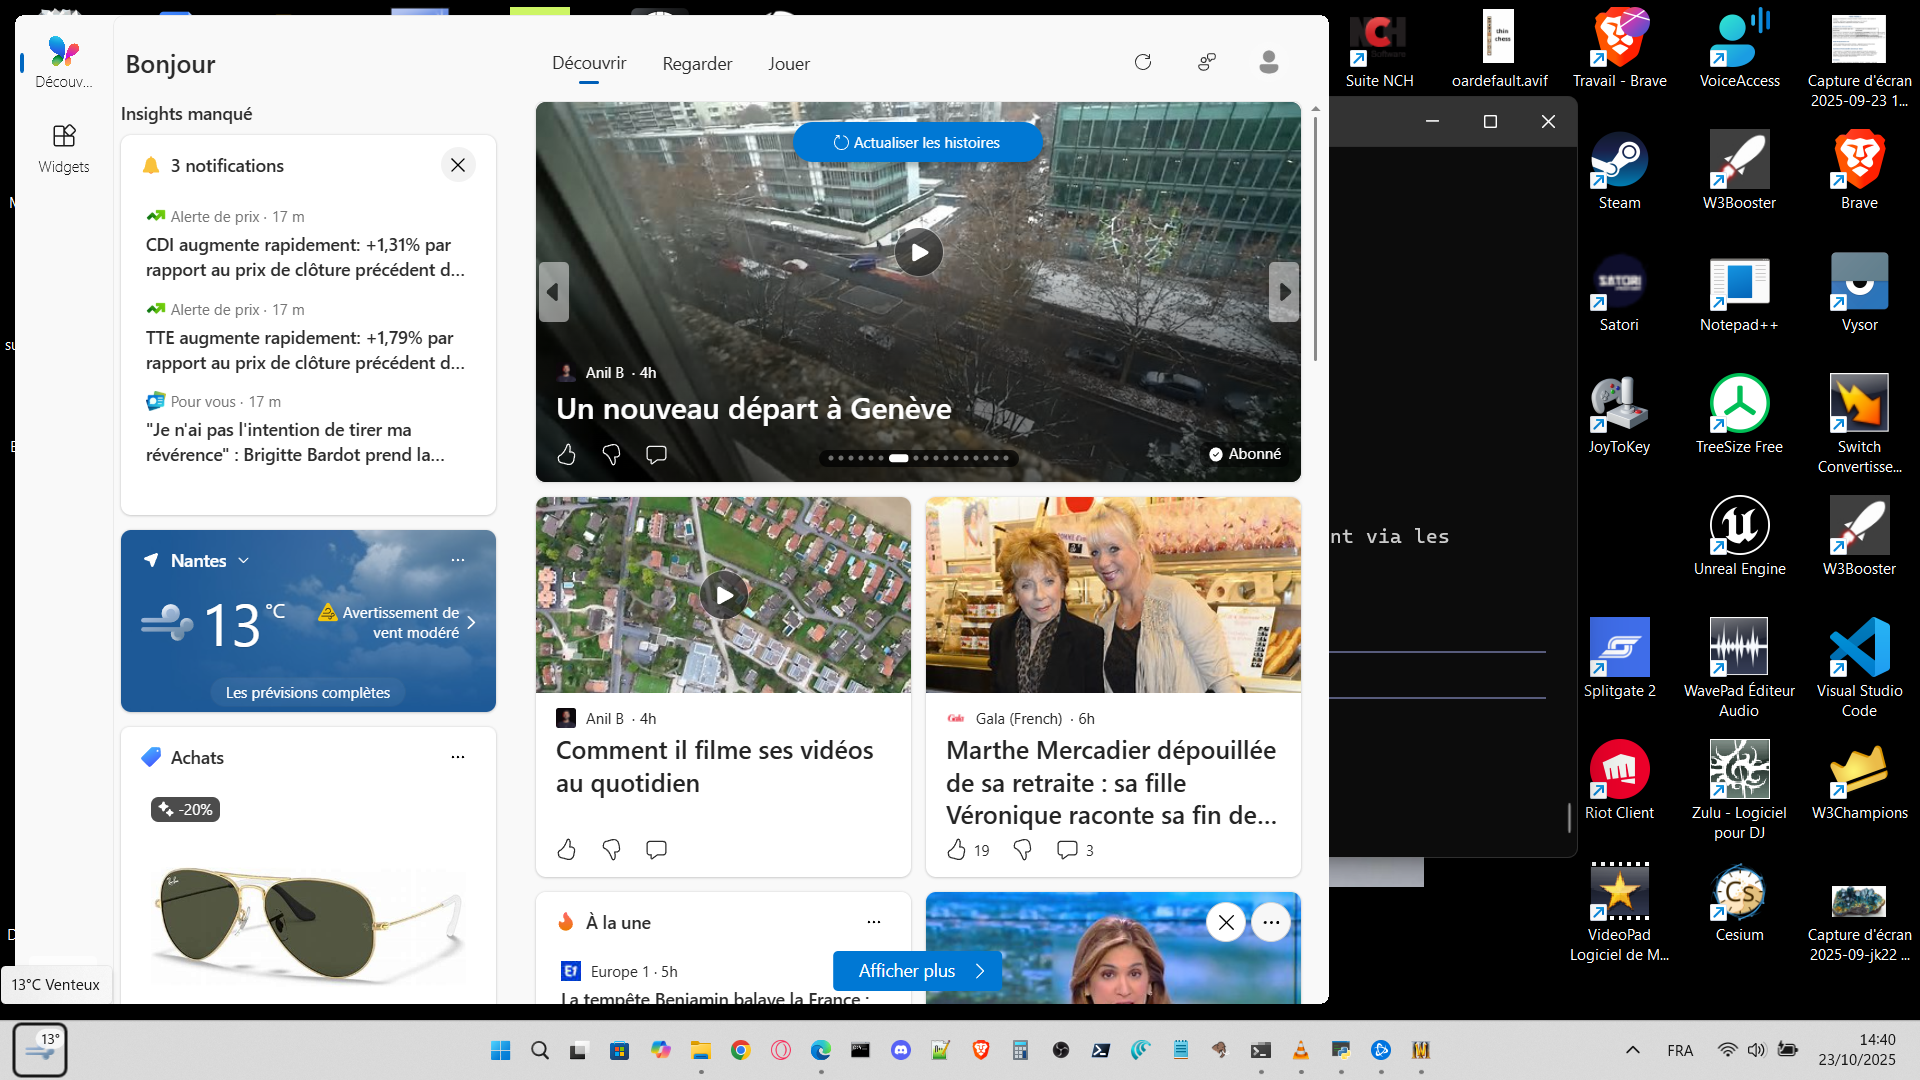 Découv...
Widgets
Bonjour
Découvrir
Regarder
Jouer
Insights manqué
3 notifications
Alerte de prix · 17 m
CDI augmente rapidement: +1,31% par
rapport au prix de clôture précédent d...
Alerte de prix · 17 m
TTE augmente rapidement: +1,79% par
rapport au prix de clôture précédent d...
Pour vous · 17 m
"Je n'ai pas l'intention de tirer ma
révérence" : Brigitte Bardot prend la...
Nantes
13 °C
Avertissement de
vent modéré
Les prévisions complètes
Achats
-20%
Actualiser les histoires
Anil B · 4h
Un nouveau départ à Genève
Abonné
Anil B · 4h
Comment il filme ses vidéos
au quotidien
Gala (French) · 6h
Marthe Mercadier dépouillée
de sa retraite : sa fille
Véronique raconte sa fin de...
19
3
À la une
Europe 1 · 5h
La tempête Benjamin balaye la France :
Afficher plus
nt via les
Suite NCH
oardefault.avif
Travail - Brave
VoiceAccess
Capture d'écran
2025-09-23 1...
Steam
W3Booster
Brave
Satori
Notepad++
Vysor
JoyToKey
TreeSize Free
Switch
Convertisse...
Unreal Engine
W3Booster
Splitgate 2
WavePad Éditeur
Audio
Visual Studio
Code
Riot Client
Zulu - Logiciel
pour DJ
W3Champions
VideoPad
Logiciel de M...
Cesium
Capture d'écran
2025-09-jk22 ...
13°C Venteux
13°
FRA
14:40
23/10/2025